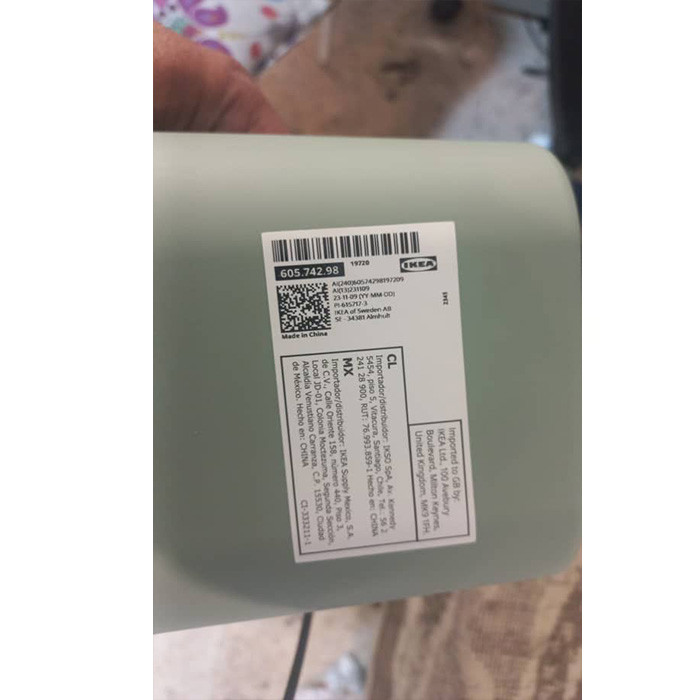 605.742.98
19720
IKEA
AI(240)60574298197209
AI(13)231109
23-11-09 (YY-MM-DD)
PI-615717-3
IKEA of Sweden AB
SE - 34381 Älmhult
Made in China
Imported to GB by:
IKEA Ltd., 100 Avebury
Boulevard, Milton Keynes,
United Kingdom, MK9 1FH.
CL
Importador/distribuidor: IKSO SpA, Av. Kennedy
5454, piso 5, Vitacura, Santiago, Chile, Tel.: 56 2
241 28 900, RUT: 76.993.859-1 Hecho en: CHINA
MX
Importador/distribuidor: IKEA Supply Mexico, S.A.
de C.V., Calle Oriente 158, número 440, Piso 3,
Local JD-01, Colonia Moctezuma, Segunda Sección,
Alcaldía Venustiano Carranza, C.P. 15530, Ciudad
de México. Hecho en: CHINA
CI-333211-1